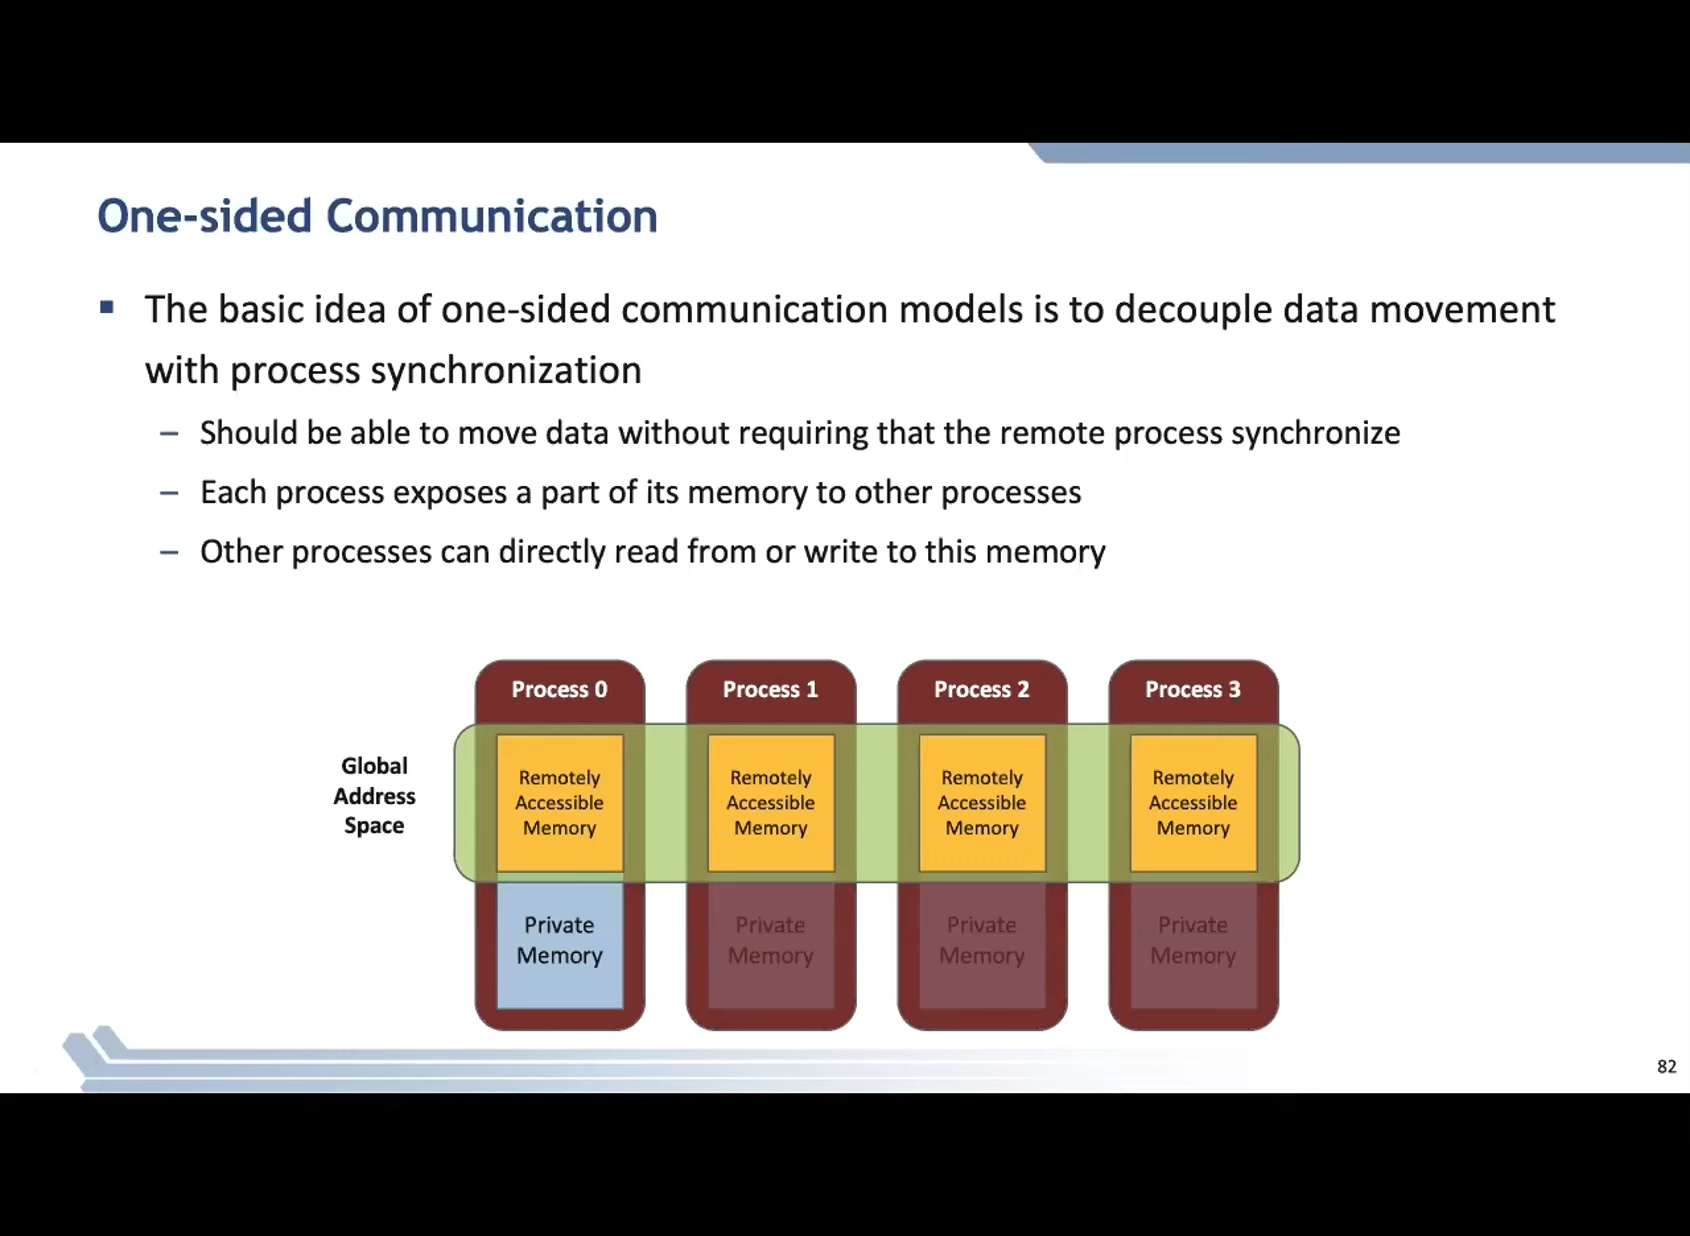 One-sided Communication
▪ The basic idea of one-sided communication models is to decouple data movement
with process synchronization
– Should be able to move data without requiring that the remote process synchronize
– Each process exposes a part of its memory to other processes
– Other processes can directly read from or write to this memory
Process 0
Process 1
Process 2
Process 3
Global
Address
Space
Remotely
Accessible
Memory
Remotely
Accessible
Memory
Remotely
Accessible
Memory
Remotely
Accessible
Memory
Private
Memory
Private
Memory
Private
Memory
Private
Memory
82